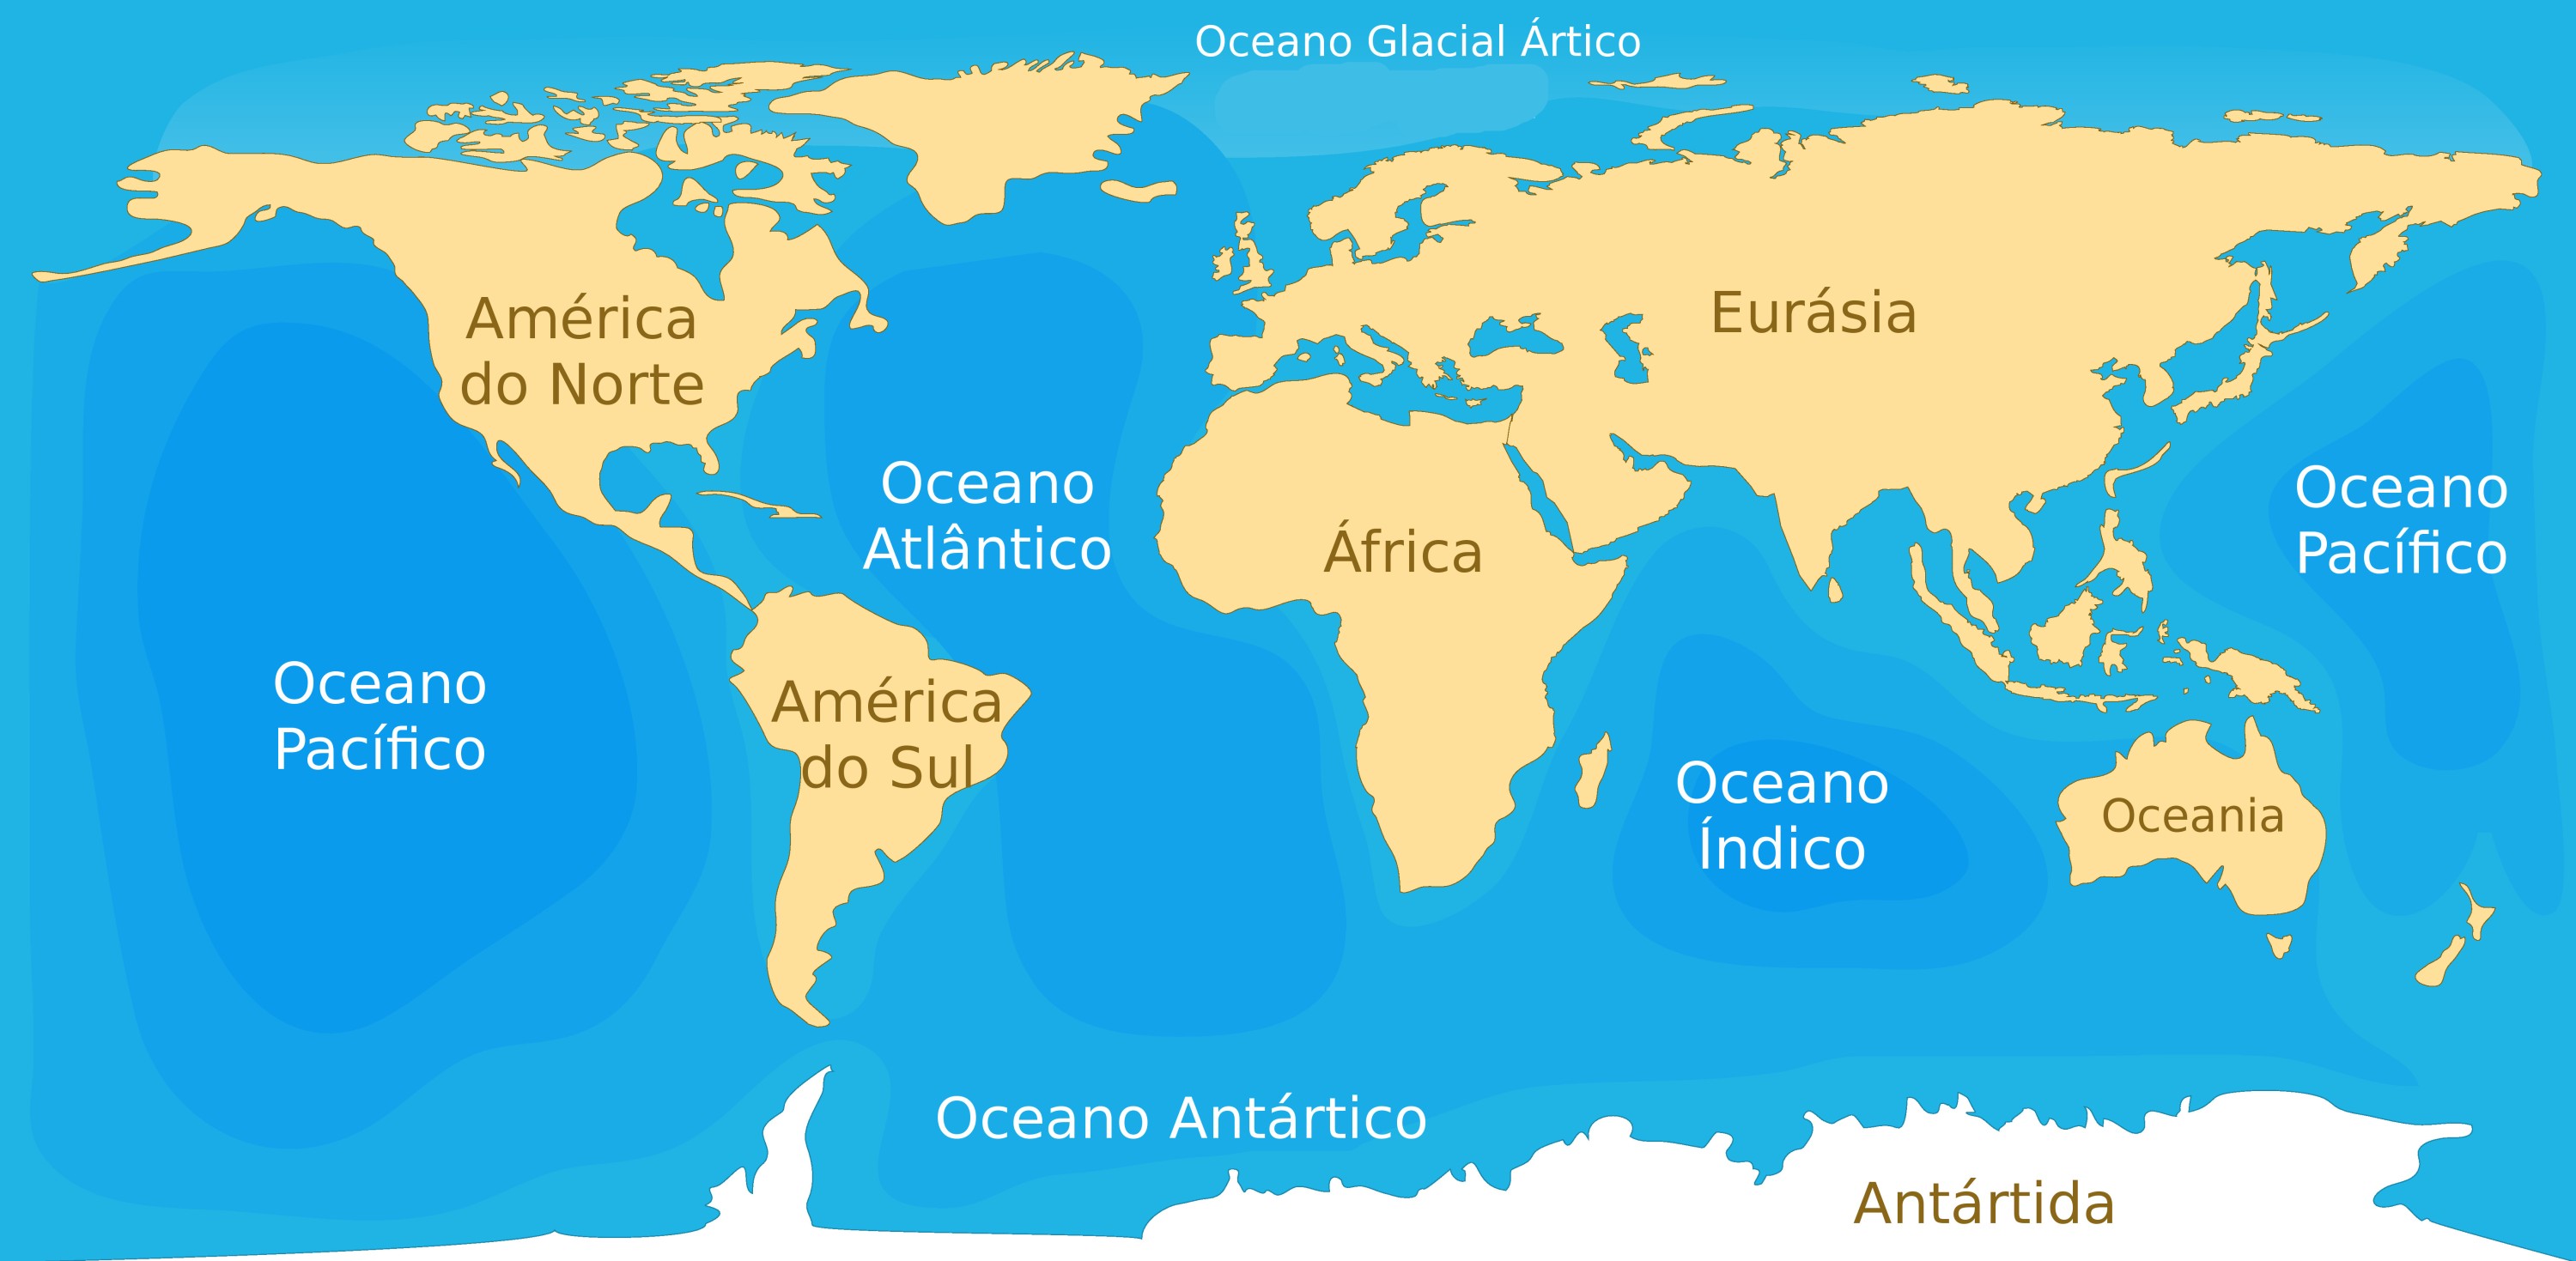 Oceano Glacial Ártico
América
do Norte
Eurásia
Oceano
Atlântico
África
Oceano
Pacífico
Oceano
Pacífico
América
do Sul
Oceano
Índico
Oceania
Oceano Antártico
Antártida